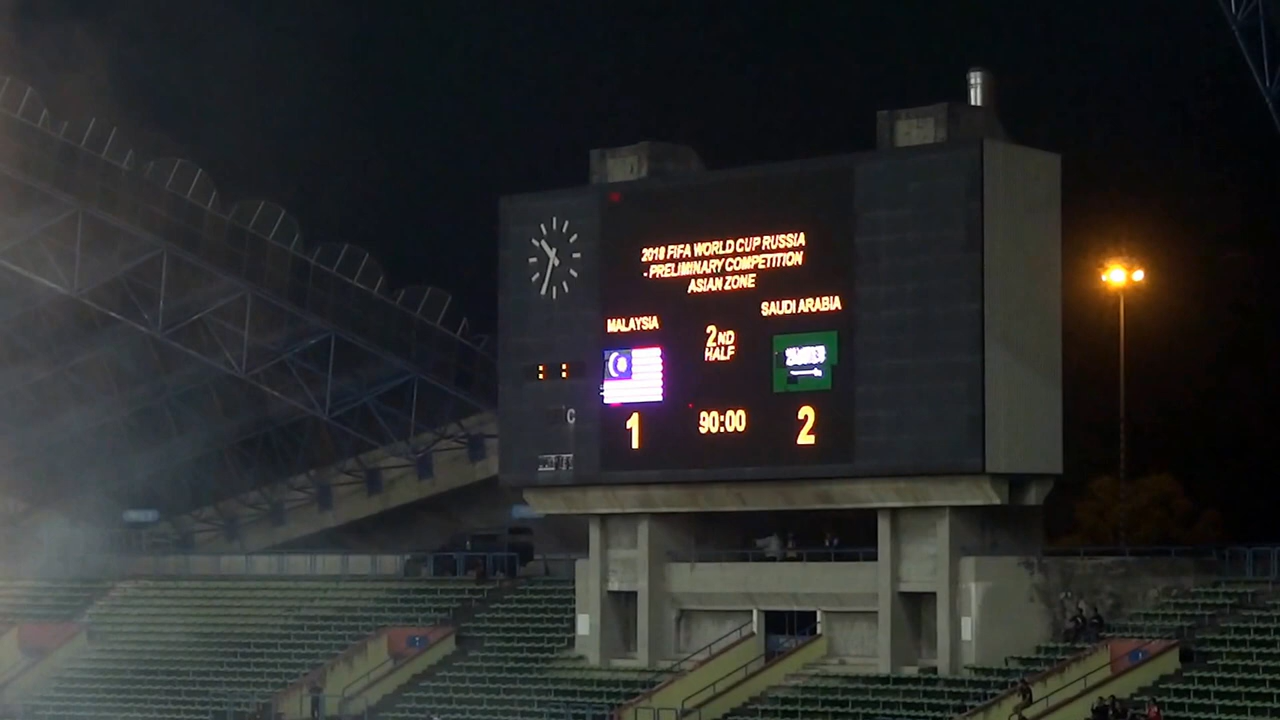 2018 FIFA WORLD CUP RUSSIA
- PRELIMINARY COMPETITION
ASIAN ZONE
MALAYSIA
SAUDI ARABIA
2ND
HALF
C
1
90:00
2